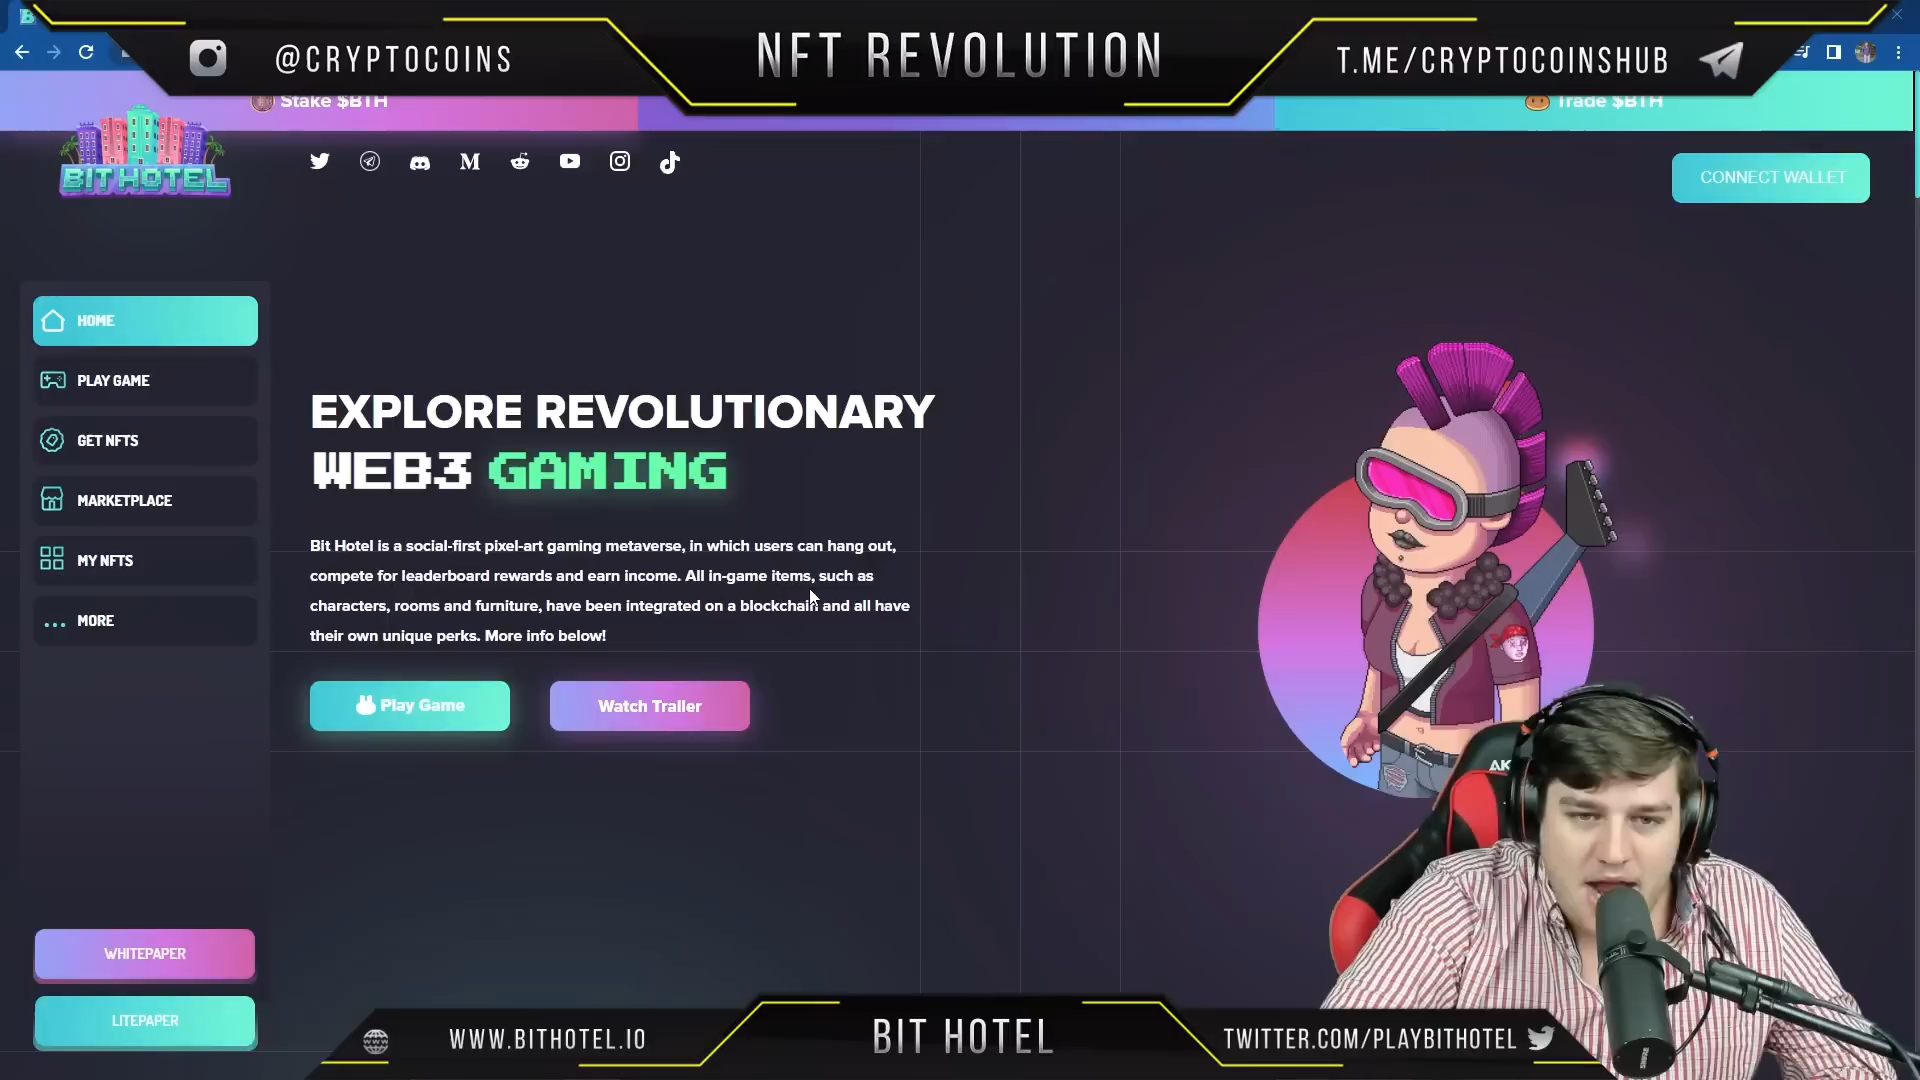 @CRYPTOCOINS
NFT REVOLUTION
T.ME/CRYPTOCOINSHUB
Stake $BTH
Trade $BTH
BIT HOTEL
CONNECT WALLET
HOME
PLAY GAME
GET NFTS
MARKETPLACE
MY NFTS
... MORE
EXPLORE REVOLUTIONARY
WEB3 GAMING
Bit Hotel is a social-first pixel-art gaming metaverse, in which users can hang out,
compete for leaderboard rewards and earn income. All in-game items, such as
characters, rooms and furniture, have been integrated on a blockchain and all have
their own unique perks. More info below!
Play Game
Watch Trailer
AK
WHITEPAPER
LITEPAPER
WWW.BITHOTEL.IO
BIT HOTEL
TWITTER.COM/PLAYBITHOTEL